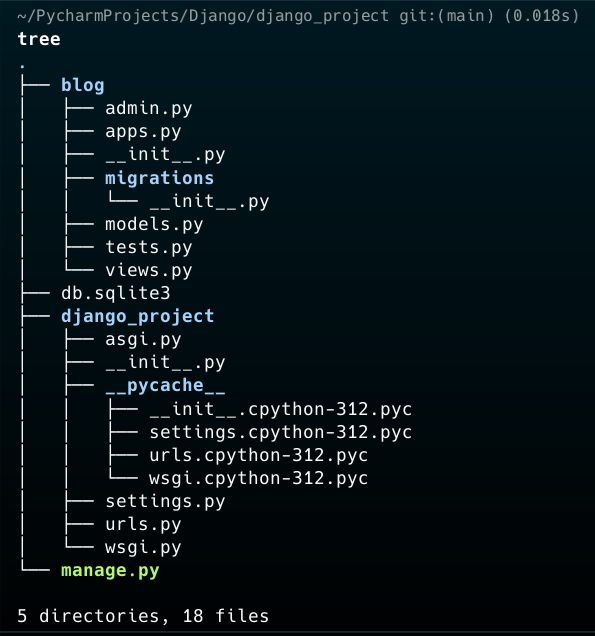 ~/PycharmProjects/Django/django_project git:(main) (0.018s)
tree
.
├── blog
│   ├── admin.py
│   ├── apps.py
│   ├── __init__.py
│   ├── migrations
│   │   └── __init__.py
│   ├── models.py
│   ├── tests.py
│   └── views.py
├── db.sqlite3
├── django_project
│   ├── asgi.py
│   ├── __init__.py
│   ├── __pycache__
│   │   ├── __init__.cpython-312.pyc
│   │   ├── settings.cpython-312.pyc
│   │   ├── urls.cpython-312.pyc
│   │   └── wsgi.cpython-312.pyc
│   ├── settings.py
│   ├── urls.py
│   └── wsgi.py
└── manage.py
5 directories, 18 files